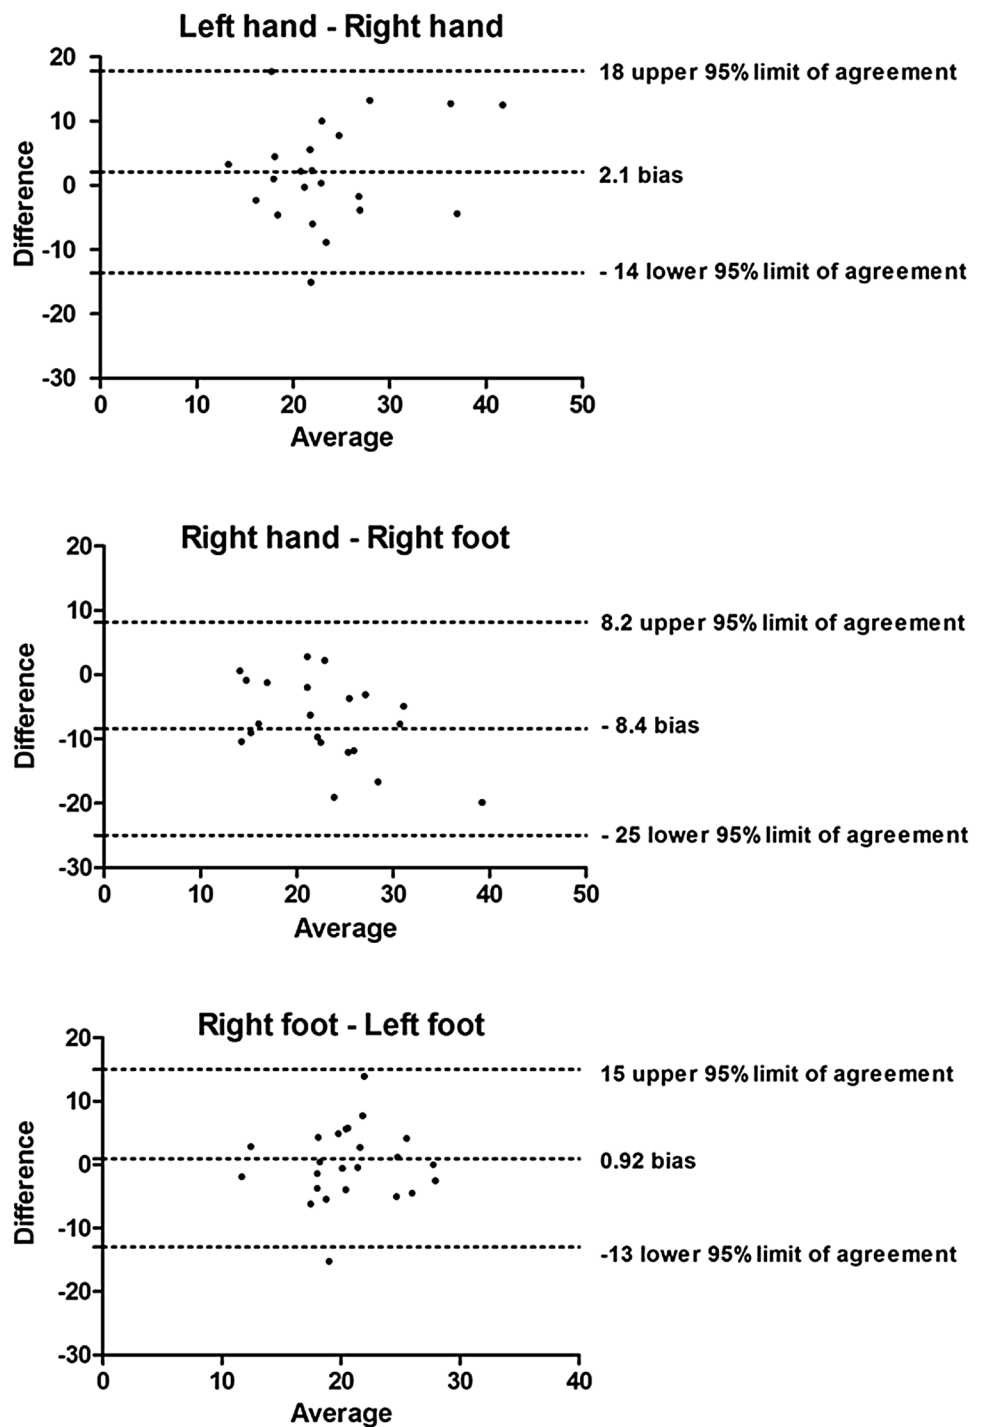 Left hand - Right hand
20
18 upper 95% limit of agreement
10
2.1 bias
0
-10
- 14 lower 95% limit of agreement
-20
-30
0 10 20 30 40 50
Difference
Average
Right hand - Right foot
20
10
8.2 upper 95% limit of agreement
0
- 8.4 bias
-10
-20
- 25 lower 95% limit of agreement
-30
0 10 20 30 40 50
Difference
Average
Right foot - Left foot
20
15 upper 95% limit of agreement
10
0.92 bias
0
-10
-13 lower 95% limit of agreement
-20
-30
0 10 20 30 40
Difference
Average